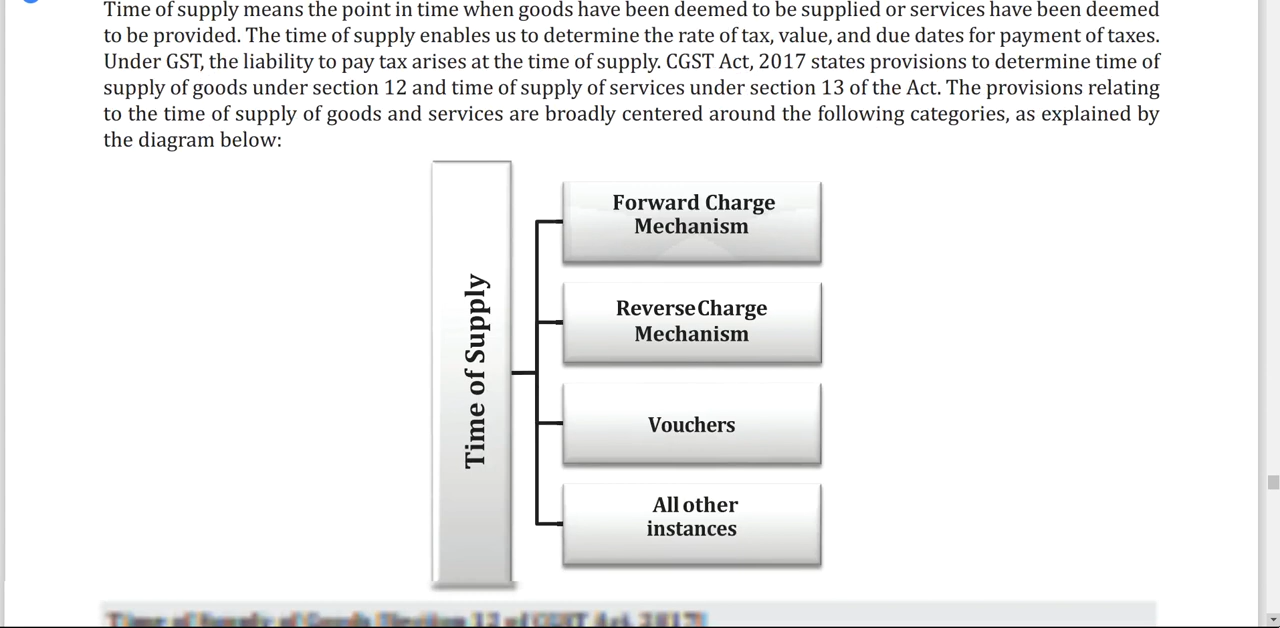 Time of supply means the point in time when goods have been deemed to be supplied or services have been deemed
to be provided. The time of supply enables us to determine the rate of tax, value, and due dates for payment of taxes.
Under GST, the liability to pay tax arises at the time of supply. CGST Act, 2017 states provisions to determine time of
supply of goods under section 12 and time of supply of services under section 13 of the Act. The provisions relating
to the time of supply of goods and services are broadly centered around the following categories, as explained by
the diagram below:
Time of Supply
Forward Charge
Mechanism
Reverse Charge
Mechanism
Vouchers
All other
instances